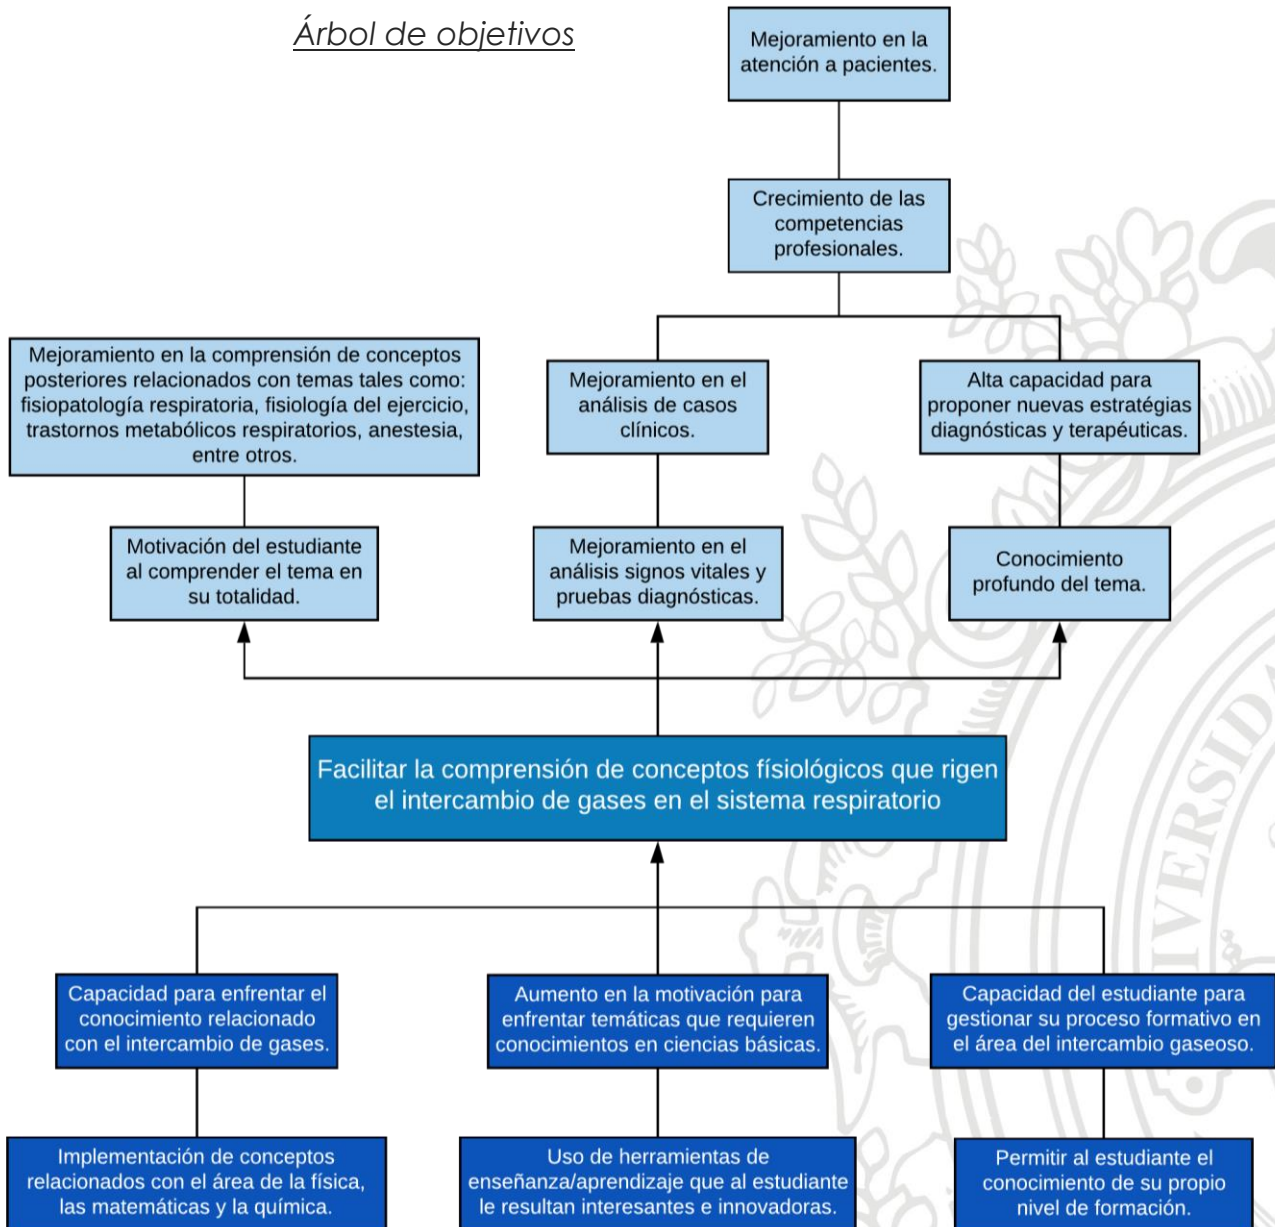 Árbol de objetivos
Mejoramiento en la
atención a pacientes.
Crecimiento de las
competencias
profesionales.
Mejoramiento en la comprensión de conceptos
posteriores relacionados con temas tales como:
fisiopatología respiratoria, fisiología del ejercicio,
trastornos metabólicos respiratorios, anestesia,
entre otros.
Mejoramiento en el
análisis de casos
clínicos.
Alta capacidad para
proponer nuevas estratégias
diagnósticas y terapéuticas.
Motivación del estudiante
al comprender el tema en
su totalidad.
Mejoramiento en el
análisis signos vitales y
pruebas diagnósticas.
Conocimiento
profundo del tema.
Facilitar la comprensión de conceptos físiológicos que rigen
el intercambio de gases en el sistema respiratorio
Capacidad para enfrentar el
conocimiento relacionado
con el intercambio de gases.
Aumento en la motivación para
enfrentar temáticas que requieren
conocimientos en ciencias básicas.
Capacidad del estudiante para
gestionar su proceso formativo en
el área del intercambio gaseoso.
Implementación de conceptos
relacionados con el área de la física,
las matemáticas y la química.
Uso de herramientas de
enseñanza/aprendizaje que al estudiante
le resultan interesantes e innovadoras.
Permitir al estudiante el
conocimiento de su propio
nivel de formación.
IVERSIDA